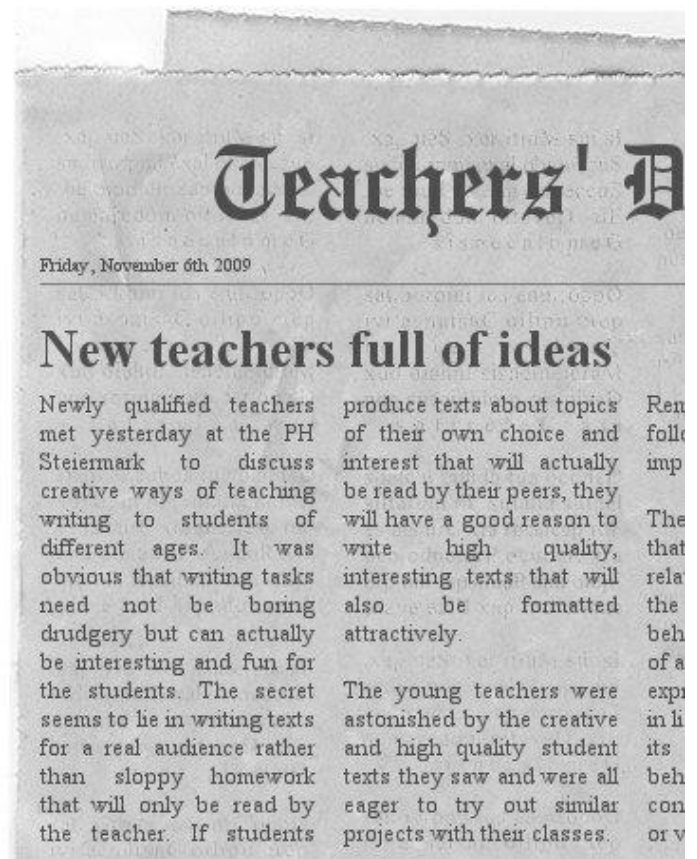 Teachers' D
Friday, November 6th 2009
New teachers full of ideas
Newly qualified teachers
met yesterday at the PH
Steiermark to discuss
creative ways of teaching
writing to students of
different ages. It was
obvious that writing tasks
need not be boring
drudgery but can actually
be interesting and fun for
the students. The secret
seems to lie in writing texts
for a real audience rather
than sloppy homework
that will only be read by
the teacher. If students
produce texts about topics
of their own choice and
interest that will actually
be read by their peers, they
will have a good reason to
write high quality,
interesting texts that will
also be formatted
attractively.
The young teachers were
astonished by the creative
and high quality student
texts they saw and were all
eager to try out similar
projects with their classes.
Rem
follo
imp
The
that
rela
the
beh
of a
expr
in li
its
beh
con
or v